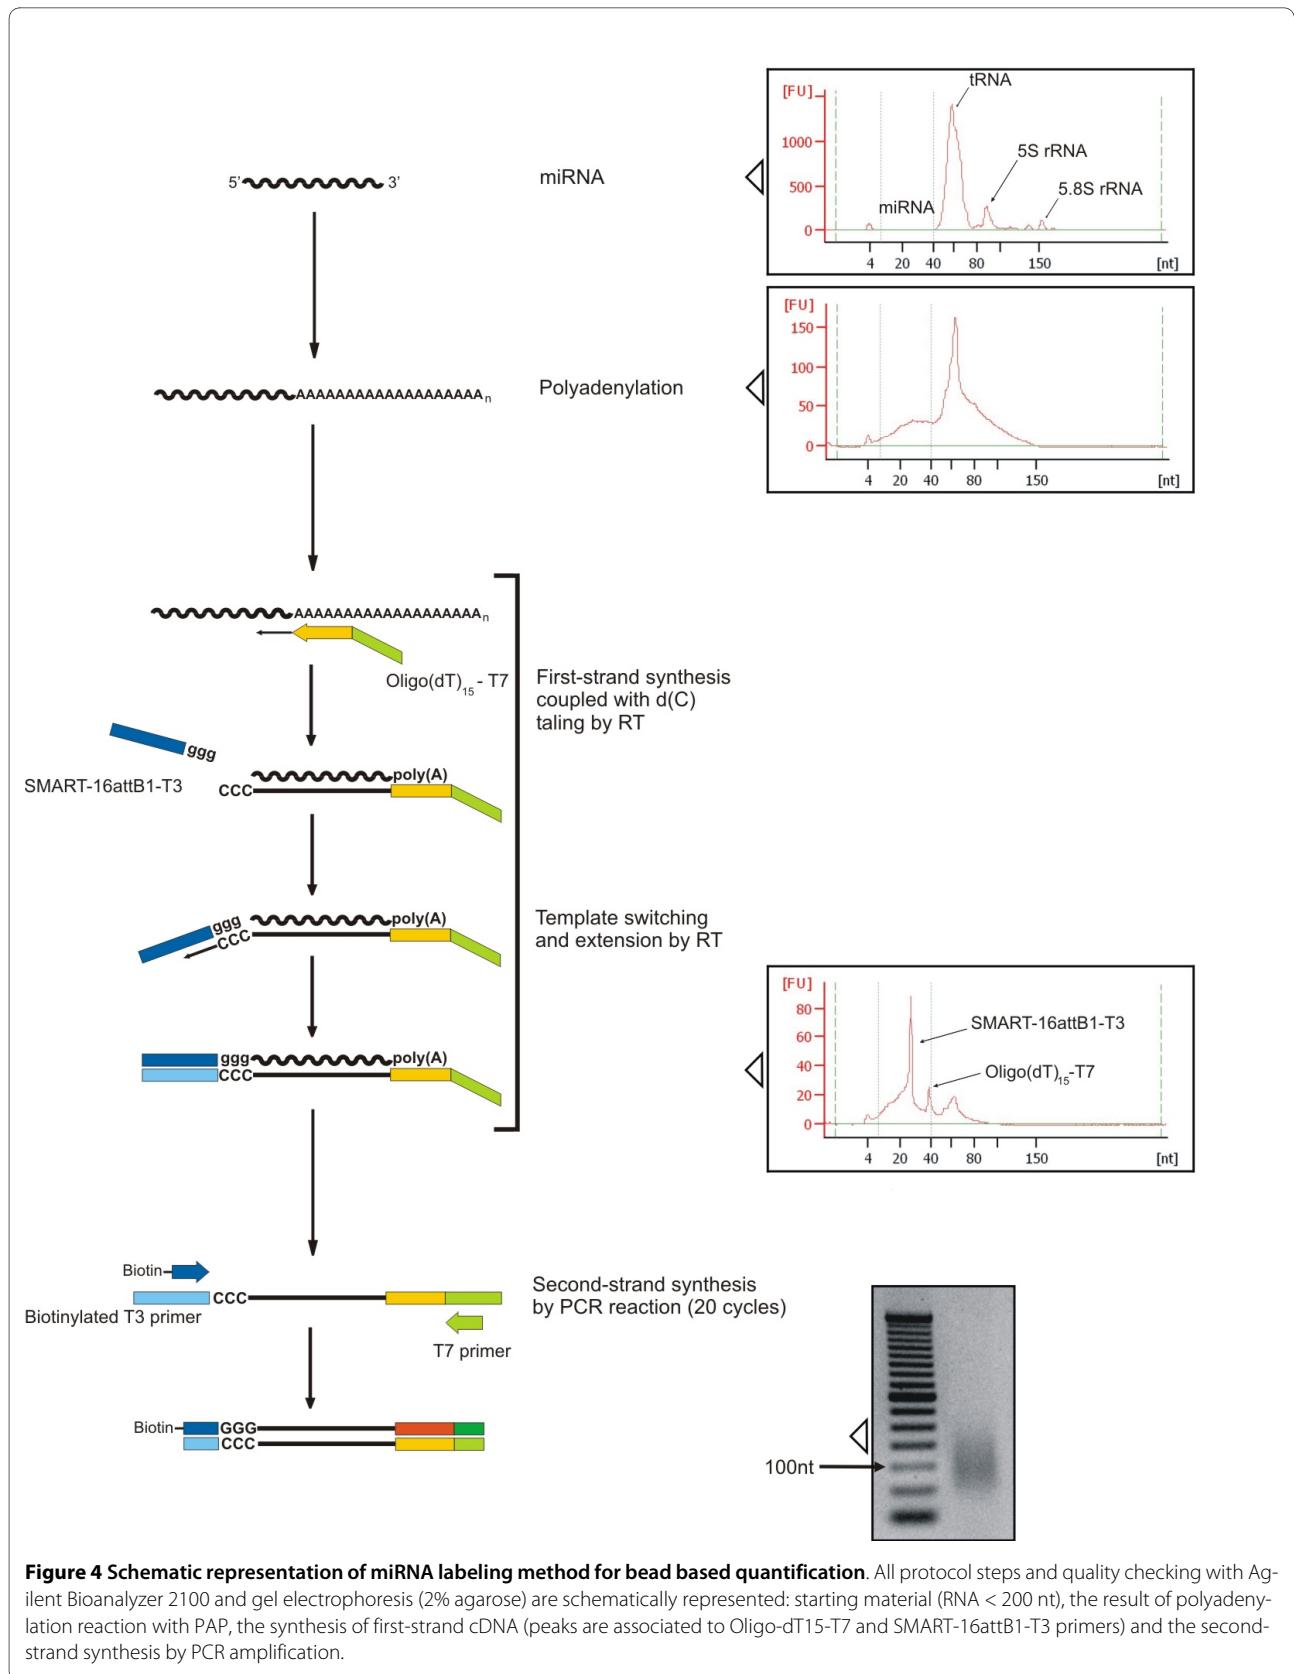 [FU]
tRNA
1000
500
0
miRNA
5S rRNA
5.8S rRNA
4 20 40 80 150 [nt]
5' 3'
miRNA
[FU]
150
100
50
0
4 20 40 80 150 [nt]
AAAAAAAAAAAAAAAAAAAn
Polyadenylation
AAAAAAAAAAAAAAAAAAAn
Oligo(dT)15 - T7
First-strand synthesis
coupled with d(C)
taling by RT
ggg
SMART-16attB1-T3
CCC
poly(A)
ggg
CCC
poly(A)
Template switching
and extension by RT
ggg
CCC
poly(A)
[FU]
80
60
40
20
0
SMART-16attB1-T3
Oligo(dT)15-T7
4 20 40 80 150 [nt]
Biotin
CCC
Biotinylated T3 primer
T7 primer
Second-strand synthesis
by PCR reaction (20 cycles)
Biotin
GGG
CCC
100nt
Figure 4 Schematic representation of miRNA labeling method for bead based quantification. All protocol steps and quality checking with Ag-
ilent Bioanalyzer 2100 and gel electrophoresis (2% agarose) are schematically represented: starting material (RNA < 200 nt), the result of polyadeny-
lation reaction with PAP, the synthesis of first-strand cDNA (peaks are associated to Oligo-dT15-T7 and SMART-16attB1-T3 primers) and the second-
strand synthesis by PCR amplification.